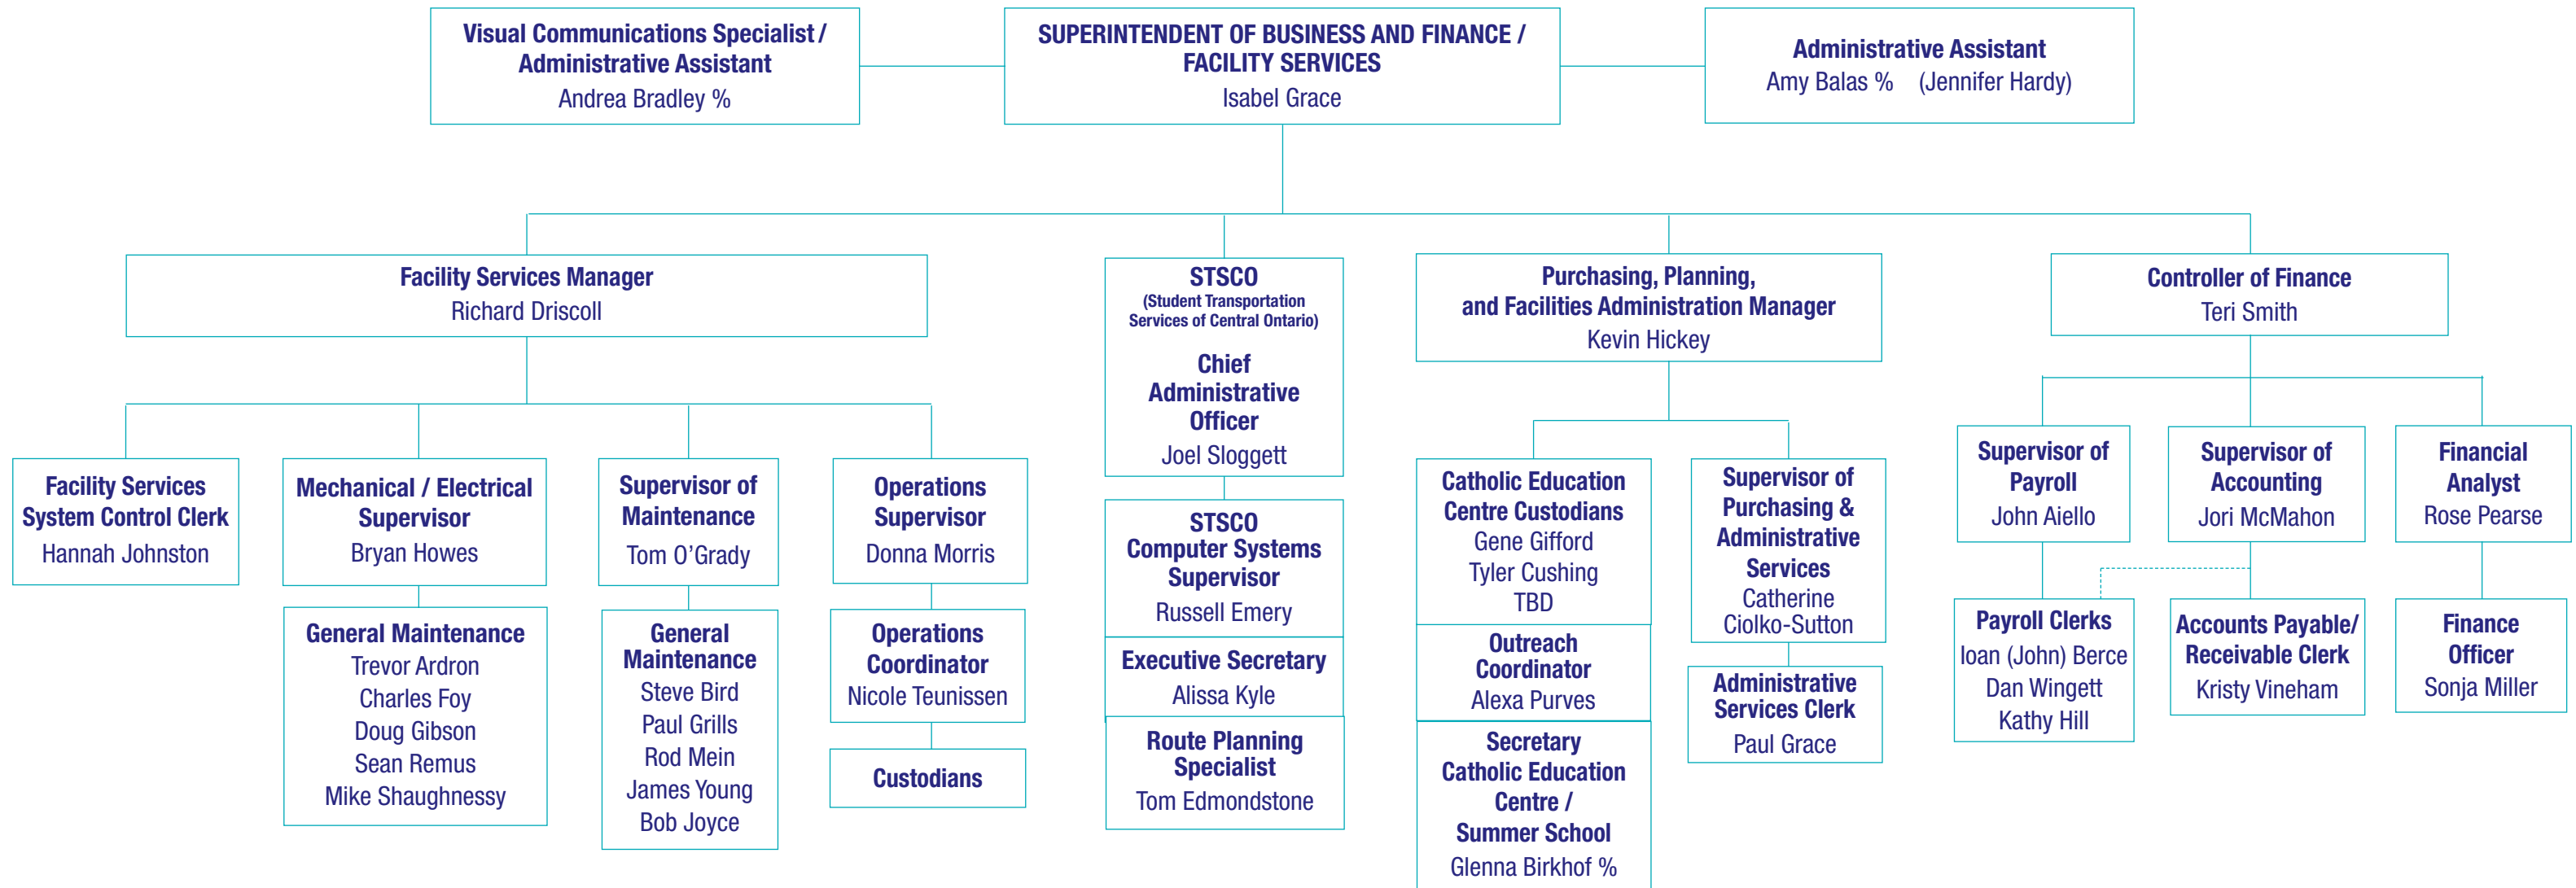 Visual Communications Specialist /
Administrative Assistant
Andrea Bradley %
SUPERINTENDENT OF BUSINESS AND FINANCE /
FACILITY SERVICES
Isabel Grace
Administrative Assistant
Amy Balas % (Jennifer Hardy)
Facility Services Manager
Richard Driscoll
STSCO
(Student Transportation
Services of Central Ontario)
Chief
Administrative
Officer
Joel Sloggett
Purchasing, Planning,
and Facilities Administration Manager
Kevin Hickey
Controller of Finance
Teri Smith
Facility Services
System Control Clerk
Hannah Johnston
Mechanical / Electrical
Supervisor
Bryan Howes
Supervisor of
Maintenance
Tom O’Grady
Operations
Supervisor
Donna Morris
STSCO
Computer Systems
Supervisor
Russell Emery
Catholic Education
Centre Custodians
Gene Gifford
Tyler Cushing
TBD
Supervisor of
Purchasing &
Administrative
Services
Catherine
Ciolko-Sutton
Supervisor of
Payroll
John Aiello
Supervisor of
Accounting
Jori McMahon
Financial
Analyst
Rose Pearse
General Maintenance
Trevor Ardron
Charles Foy
Doug Gibson
Sean Remus
Mike Shaughnessy
General
Maintenance
Steve Bird
Paul Grills
Rod Mein
James Young
Bob Joyce
Operations
Coordinator
Nicole Teunissen
Custodians
Executive Secretary
Alissa Kyle
Route Planning
Specialist
Tom Edmondstone
Outreach
Coordinator
Alexa Purves
Secretary
Catholic Education
Centre /
Summer School
Glenna Birkhof %
Administrative
Services Clerk
Paul Grace
Payroll Clerks
Ioan (John) Berce
Dan Wingett
Kathy Hill
Accounts Payable/
Receivable Clerk
Kristy Vineham
Finance
Officer
Sonja Miller